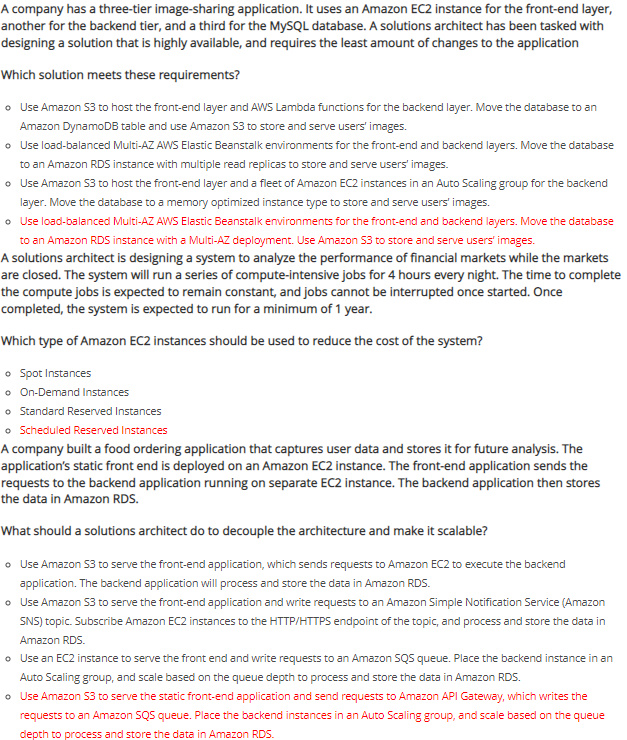 A company has a three-tier image-sharing application. It uses an Amazon EC2 instance for the front-end layer,
another for the backend tier, and a third for the MySQL database. A solutions architect has been tasked with
designing a solution that is highly available, and requires the least amount of changes to the application
Which solution meets these requirements?
Use Amazon S3 to host the front-end layer and AWS Lambda functions for the backend layer. Move the database to an
Amazon DynamoDB table and use Amazon S3 to store and serve users' images.
Use load-balanced Multi-AZ AWS Elastic Beanstalk environments for the front-end and backend layers. Move the database
to an Amazon RDS instance with multiple read replicas to store and serve users' images.
Use Amazon S3 to host the front-end layer and a fleet of Amazon EC2 instances in an Auto Scaling group for the backend
layer. Move the database to a memory optimized instance type to store and serve users' images.
Use load-balanced Multi-AZ AWS Elastic Beanstalk environments for the front-end and backend layers. Move the database
to an Amazon RDS instance with a Multi-AZ deployment. Use Amazon S3 to store and serve users' images.
A solutions architect is designing a system to analyze the performance of financial markets while the markets
are closed. The system will run a series of compute-intensive jobs for 4 hours every night. The time to complete
the compute jobs is expected to remain constant, and jobs cannot be interrupted once started. Once
completed, the system is expected to run for a minimum of 1 year.
Which type of Amazon EC2 instances should be used to reduce the cost of the system?
Spot Instances
On-Demand Instances
Standard Reserved Instances
Scheduled Reserved Instances
A company built a food ordering application that captures user data and stores it for future analysis. The
application's static front end is deployed on an Amazon EC2 instance. The front-end application sends the
requests to the backend application running on separate EC2 instance. The backend application then stores
the data in Amazon RDS.
What should a solutions architect do to decouple the architecture and make it scalable?
Use Amazon S3 to serve the front-end application, which sends requests to Amazon EC2 to execute the backend
application. The backend application will process and store the data in Amazon RDS.
Use Amazon S3 to serve the front-end application and write requests to an Amazon Simple Notification Service (Amazon
SNS) topic. Subscribe Amazon EC2 instances to the HTTP/HTTPS endpoint of the topic, and process and store the data in
Amazon RDS.
Use an EC2 instance to serve the front end and write requests to an Amazon SQS queue. Place the backend instance in an
Auto Scaling group, and scale based on the queue depth to process and store the data in Amazon RDS.
Use Amazon S3 to serve the static front-end application and send requests to Amazon API Gateway, which writes the
requests to an Amazon SQS queue. Place the backend instances in an Auto Scaling group, and scale based on the queue
depth to process and store the data in Amazon RDS.